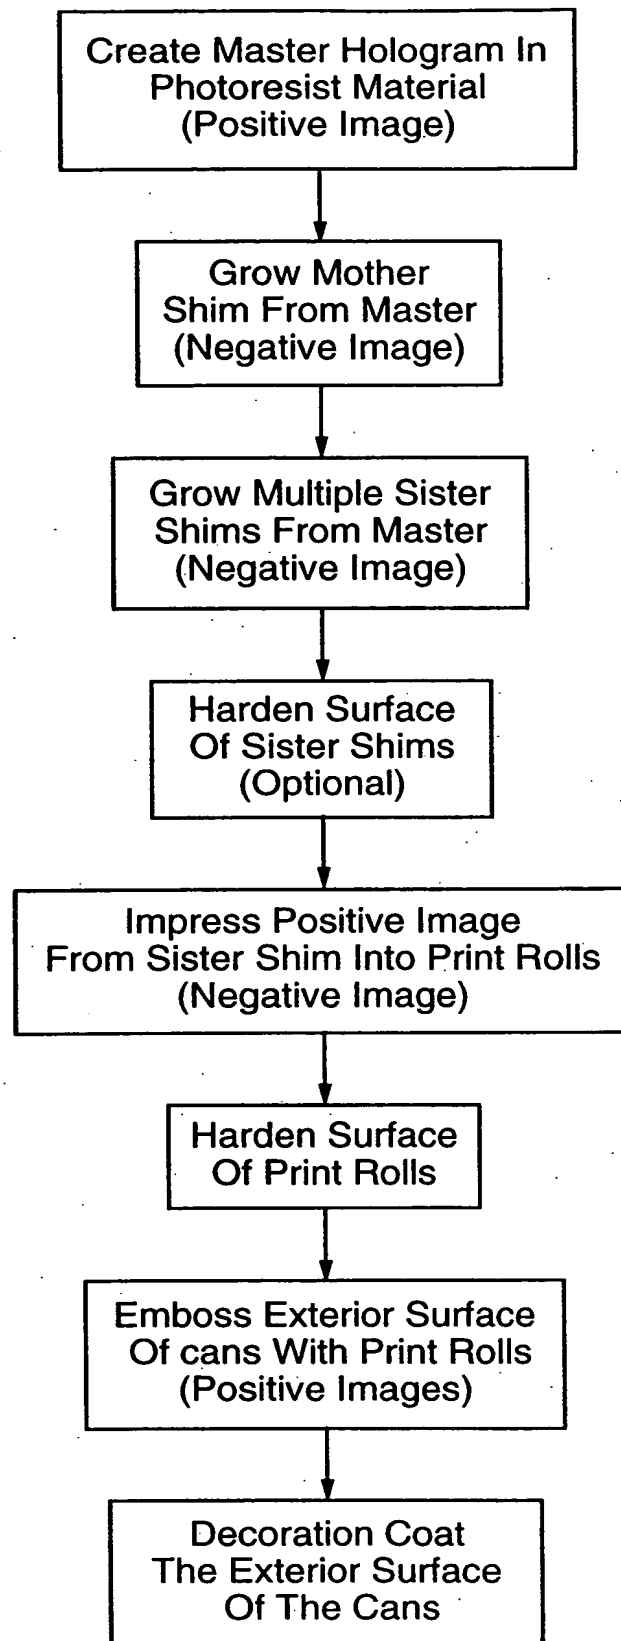 Create Master Hologram In
Photoresist Material
(Positive Image)
Grow Mother
Shim From Master
(Negative Image)
Grow Multiple Sister
Shims From Master
(Negative Image)
Harden Surface
Of Sister Shims
(Optional)
Impress Positive Image
From Sister Shim Into Print Rolls
(Negative Image)
Harden Surface
Of Print Rolls
Emboss Exterior Surface
Of cans With Print Rolls
(Positive Images)
Decoration Coat
The Exterior Surface
Of The Cans